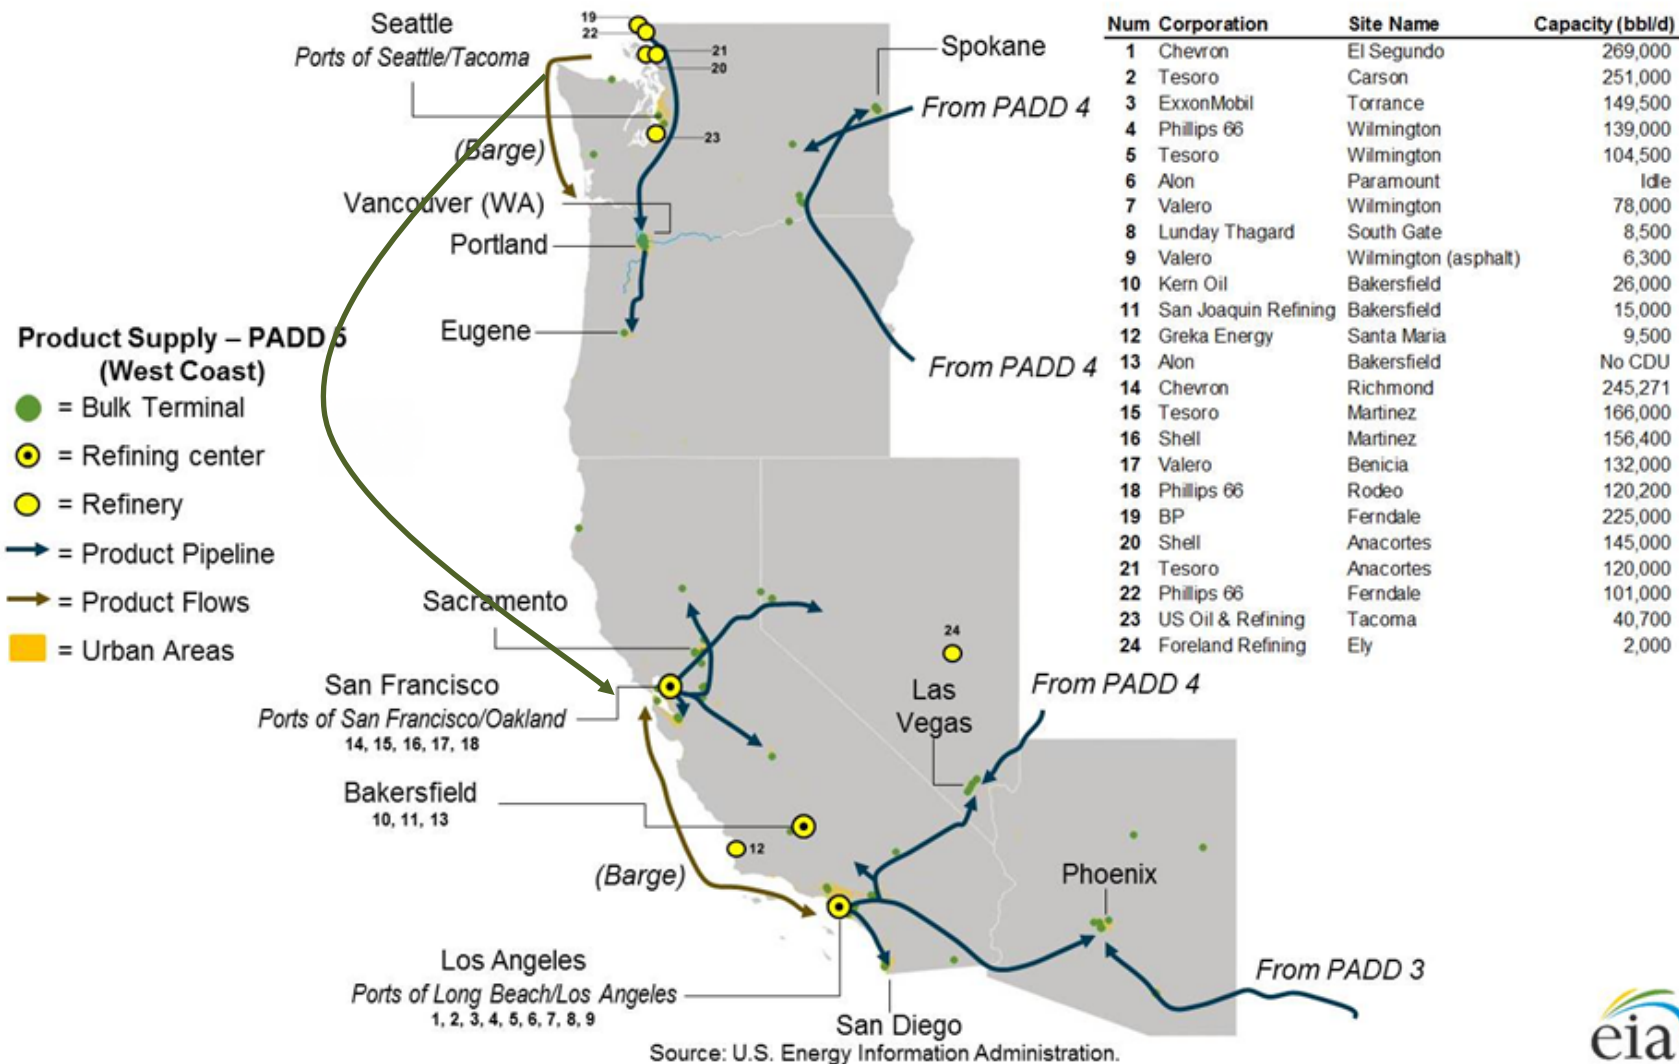 Seattle
Ports of Seattle/Tacoma
19
22
21
20
23
Spokane
From PADD 4
(Barge)
Vancouver (WA)
Portland
Eugene
From PADD 4
Product Supply – PADD 5
(West Coast)
= Bulk Terminal
= Refining center
= Refinery
= Product Pipeline
= Product Flows
= Urban Areas
Sacramento
San Francisco
Ports of San Francisco/Oakland
14, 15, 16, 17, 18
Bakersfield
10, 11, 13
12
(Barge)
Los Angeles
Ports of Long Beach/Los Angeles
1, 2, 3, 4, 5, 6, 7, 8, 9
San Diego
24
Las
Vegas
From PADD 4
Phoenix
From PADD 3
Num Corporation Site Name Capacity (bbl/d)
1 Chevron El Segundo 269,000
2 Tesoro Carson 251,000
3 ExxonMobil Torrance 149,500
4 Phillips 66 Wilmington 139,000
5 Tesoro Wilmington 104,500
6 Alon Paramount Idle
7 Valero Wilmington 78,000
8 Lunday Thagard South Gate 8,500
9 Valero Wilmington (asphalt) 6,300
10 Kern Oil Bakersfield 26,000
11 San Joaquin Refining Bakersfield 15,000
12 Greka Energy Santa Maria 9,500
13 Alon Bakersfield No CDU
14 Chevron Richmond 245,271
15 Tesoro Martinez 166,000
16 Shell Martinez 156,400
17 Valero Benicia 132,000
18 Phillips 66 Rodeo 120,200
19 BP Ferndale 225,000
20 Shell Anacortes 145,000
21 Tesoro Anacortes 120,000
22 Phillips 66 Ferndale 101,000
23 US Oil & Refining Tacoma 40,700
24 Foreland Refining Ely 2,000
Source: U.S. Energy Information Administration.
eia